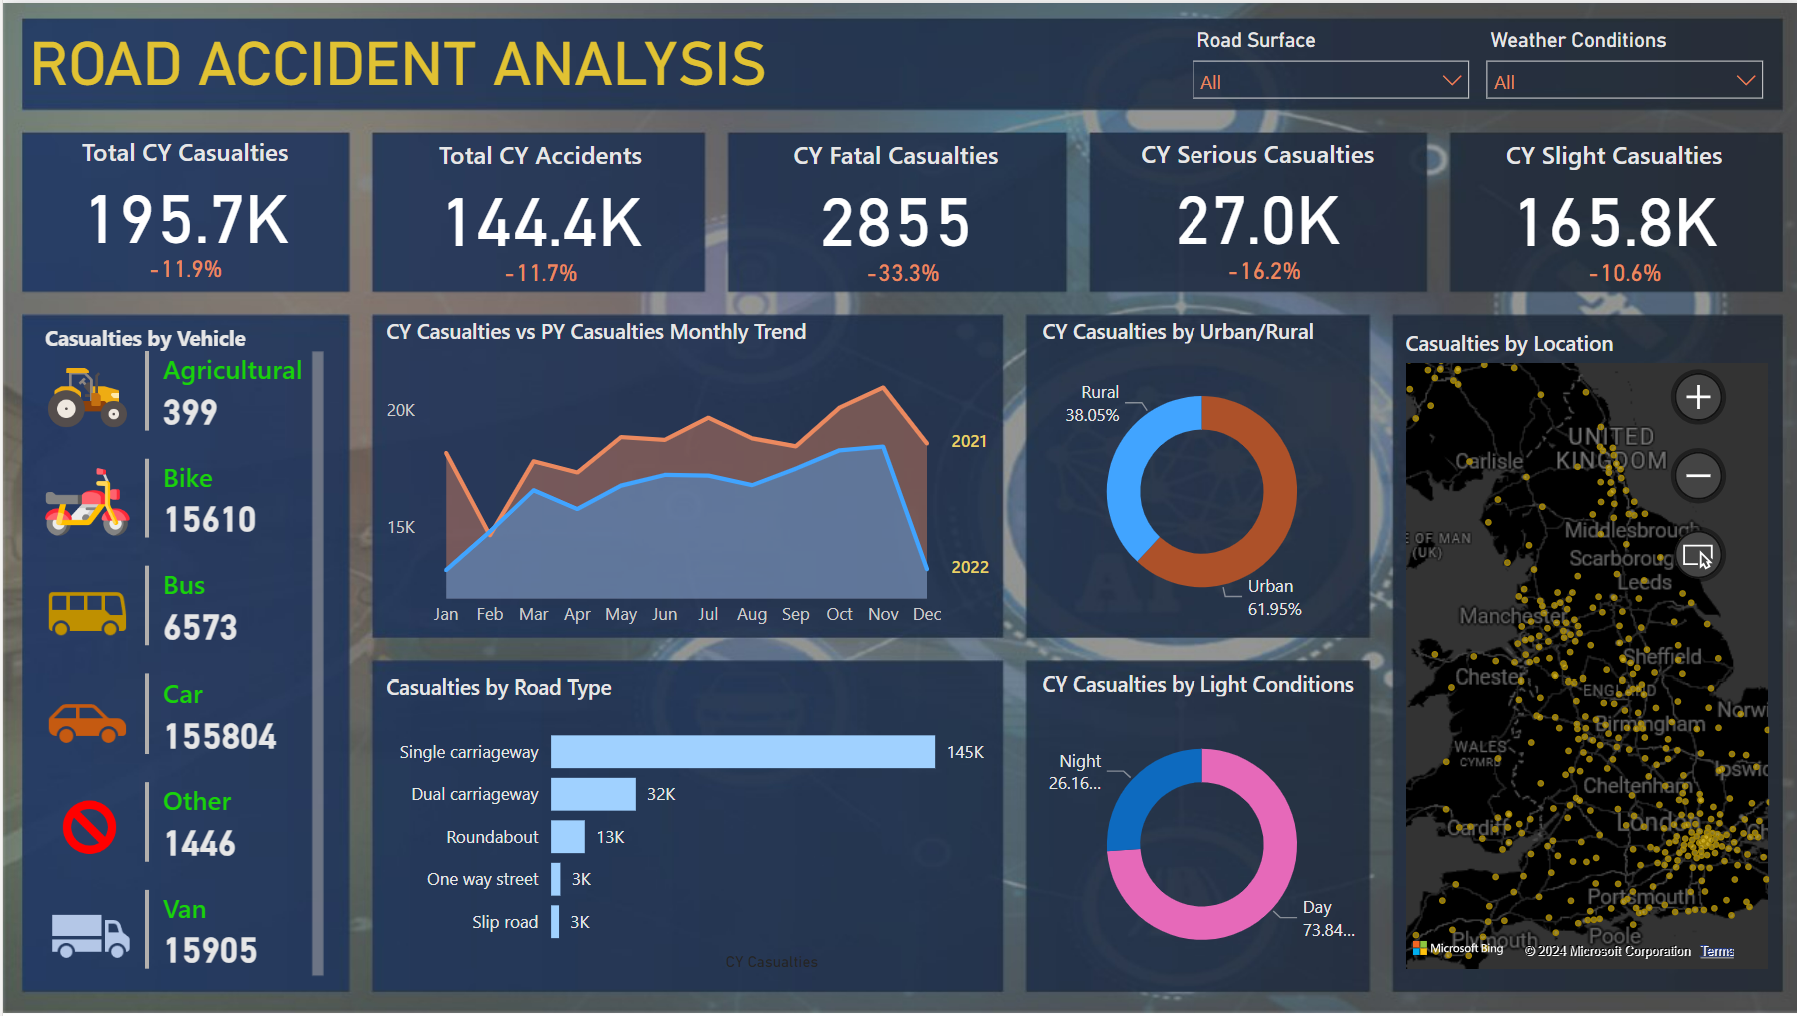 ROAD ACCIDENT ANALYSIS
Road Surface
All
Weather Conditions
All
Total CY Casualties
195.7K
-11.9%
Total CY Accidents
144.4K
-11.7%
CY Fatal Casualties
2855
-33.3%
CY Serious Casualties
27.0K
-16.2%
CY Slight Casualties
165.8K
-10.6%
Casualties by Vehicle
Agricultural
399
Bike
15610
Bus
6573
Car
155804
Other
1446
Van
15905
CY Casualties vs PY Casualties Monthly Trend
20K
15K
2021
2022
Jan Feb Mar Apr May Jun Jul Aug Sep Oct Nov Dec
Casualties by Road Type
Single carriageway 145K
Dual carriageway 32K
Roundabout 13K
One way street 3K
Slip road 3K
CY Casualties
CY Casualties by Urban/Rural
Rural
38.05%
Urban
61.95%
CY Casualties by Light Conditions
Night
26.16...
Day
73.84...
Casualties by Location
UNITED
KINGDOM
Carlisle
Middlesbrough
E OF MAN
(UK)
Scarboroug
Leeds
Manchester
Sheffield
Chester
ENGLAND
Norwi
Birmingham
WALES
CYMRU
Ipswic
Cheltenham
Cardiff
London
ch
Portsmouth
Plymouth
Poole
Microsoft Bing
© 2024 Microsoft Corporation Terms